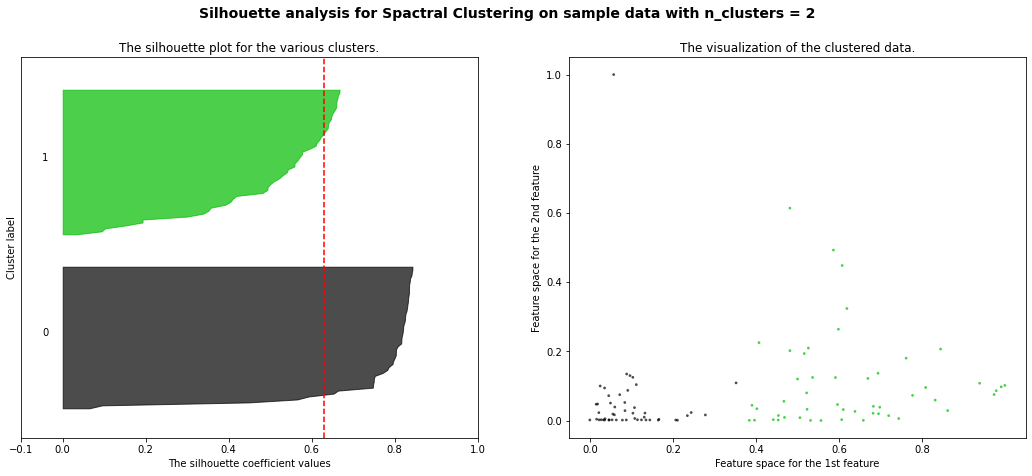 Silhouette analysis for Spactral Clustering on sample data with n_clusters = 2
The silhouette plot for the various clusters.
Cluster label
1
0
−0.1 0.0 0.2 0.4 0.6 0.8 1.0
The silhouette coefficient values
The visualization of the clustered data.
Feature space for the 2nd feature
1.0
0.8
0.6
0.4
0.2
0.0
0.0 0.2 0.4 0.6 0.8
Feature space for the 1st feature